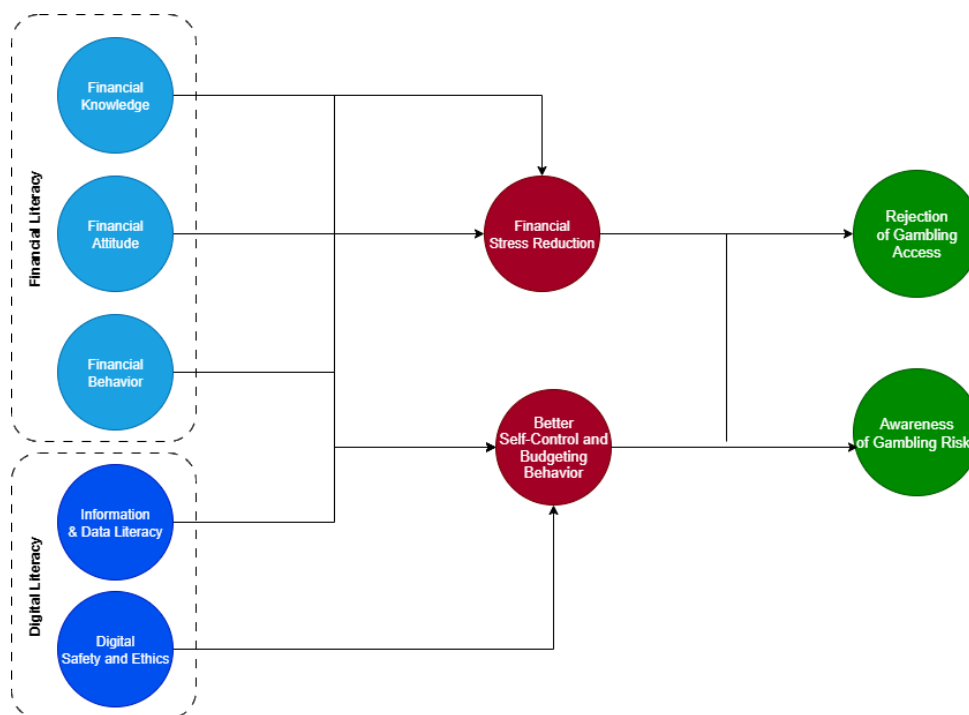 Financial Literacy
Financial
Knowledge
Financial
Attitude
Financial
Behavior
Digital Literacy
Information
& Data Literacy
Digital
Safety and Ethics
Financial
Stress Reduction
Better
Self-Control and
Budgeting
Behavior
Rejection
of Gambling
Access
Awareness
of Gambling Risk